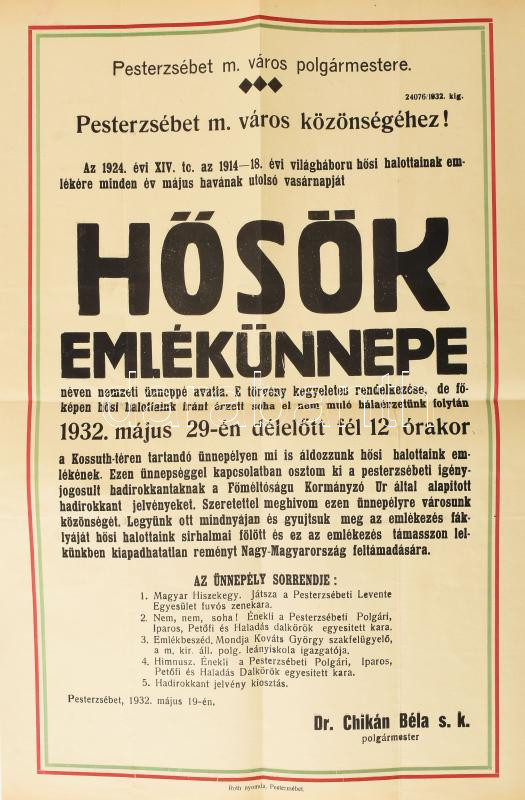 Pesterzsébet m. város polgármestere.
24076/1932. kig.
Pesterzsébet m. város közönségéhez!
Az 1924. évi XIV. tc. az 1914—18. évi világháboru hősi halottainak em-
lékére minden év május havának utolsó vasárnapját
HŐSÖK
EMLÉKÜNNEPE
néven nemzeti ünneppé avatja. E törvény kegyeletes rendelkezése, de fő-
képen hősi halottaink iránt érzett soha el nem muló hálaérzetünk folytán
1932. május 29-én délelőtt fél 12 órakor
a Kossuth-téren tartandó ünnepélyen mi is áldozzunk hősi halottaink em-
lékének. Ezen ünnepséggel kapcsolatban osztom ki a pesterzsébeti igény-
jogosult hadirokkantaknak a Főméltóságu Kormányzó Ur által alapitott
hadirokkant jelvényeket. Szeretettel meghivom ezen ünnepélyre városunk
közönségét. Legyünk ott mindnyájan és gyujtsuk meg az emlékezés fák-
lyáját hősi halottaink sirhalmai fölött és ez az emlékezés támasszon lel-
künkben kiapadhatatlan reményt Nagy-Magyarország feltámadására.
AZ ÜNNEPÉLY SORRENDJE:
1. Magyar Hiszekegy. Játsza a Pesterzsébeti Levente
Egyesület fuvós zenekara.
2. Nem, nem, soha! Énekli a Pesterzsébeti Polgári,
Iparos, Petőfi és Haladás dalkörök egyesitett kara.
3. Emlékbeszéd. Mondja Kováts György szakfelügyelő,
a m. kir. áll. polg. leányiskola igazgatója.
4. Himnusz. Énekli a Pesterzsébeti Polgári, Iparos,
Petőfi és Haladás Dalkörök egyesitett kara.
5. Hadirokkant jelvény kiosztás.
Pesterzsébet, 1932. május 19-én.
Dr. Chikán Béla s. k.
polgármester
Roth nyomda, Pesterzsébet.